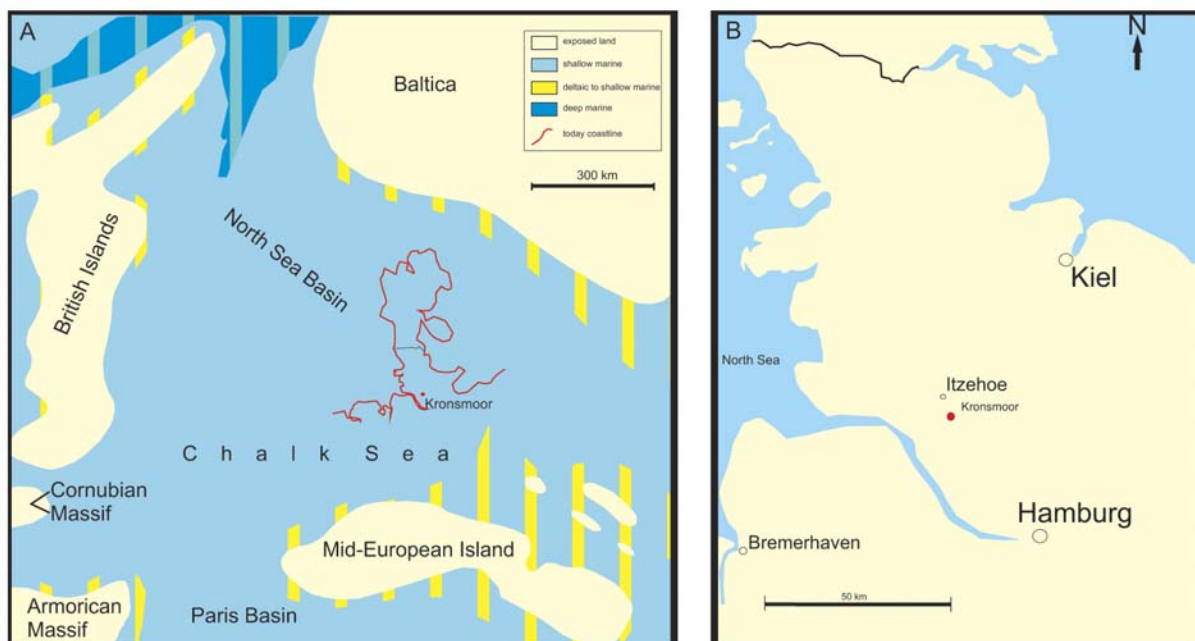 A
exposed land
shallow marine
deltaic to shallow marine
deep marine
today coastline
300 km
Baltica
British Islands
North Sea Basin
Kronsmoor
Chalk Sea
Cornubian
Massif
Mid-European Island
Armorican
Massif
Paris Basin
B
N
Kiel
North Sea
Itzehoe
Kronsmoor
Hamburg
Bremerhaven
50 km